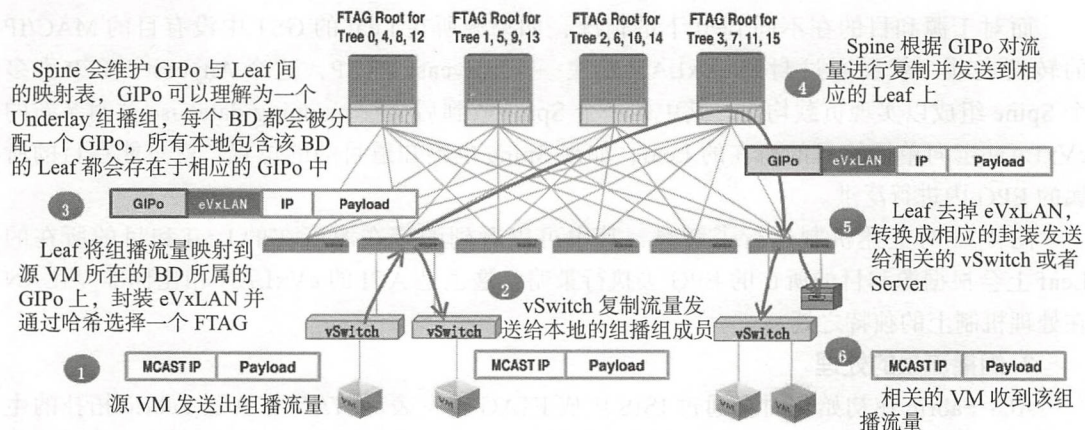 FTAG Root for
Tree 0, 4, 8, 12
FTAG Root for
Tree 1, 5, 9, 13
FTAG Root for
Tree 2, 6, 10, 14
FTAG Root for
Tree 3, 7, 11, 15
Spine 会维护 GIPo 与 Leaf 间
的映射表，GIPo 可以理解为一个
Underlay 组播组，每个 BD 都会被分
配一个 GIPo，所有本地包含该 BD
的 Leaf 都会存在于相应的 GIPo 中
4
Spine 根据 GIPo 对流
量进行复制并发送到相
应的 Leaf 上
GIPo eVxLAN IP Payload
3
GIPo eVxLAN IP Payload
5
Leaf 去掉 eVxLAN，
转换成相应的封装发送
给相关的 vSwitch 或者
Server
Leaf 将组播流量映射到
源 VM 所在的 BD 所属的
GIPo 上，封装 eVxLAN 并
通过哈希选择一个 FTAG
2
vSwitch 复制流量发
送给本地的组播组成员
vSwitch
vSwitch
vSwitch
1
MCAST IP Payload
MCAST IP Payload
6
MCAST IP Payload
源 VM 发送出组播流量
VM
VM
VM
VM
相关的 VM 收到该组
播流量